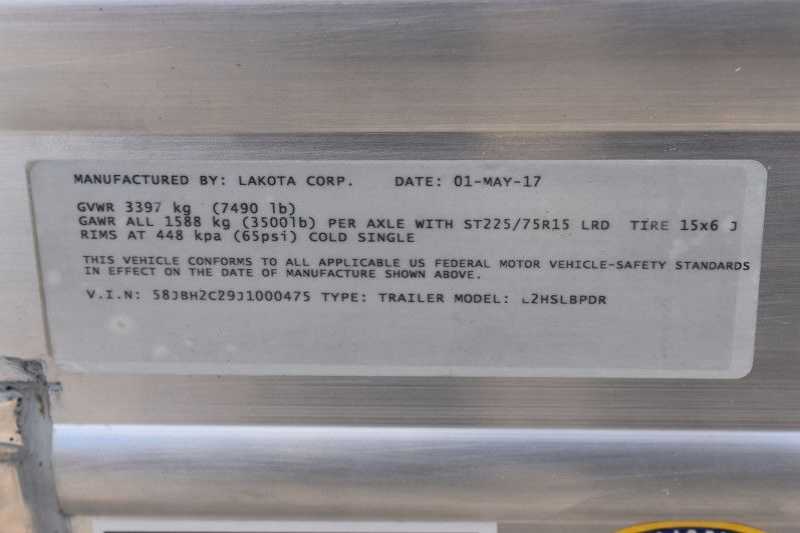 MANUFACTURED BY: LAKOTA CORP. DATE: 01-MAY-17
GVWR 3397 kg (7490 lb)
GAWR ALL 1588 kg (3500lb) PER AXLE WITH ST225/75R15 LRD TIRE 15x6 J
RIMS AT 448 kpa (65psi) COLD SINGLE
THIS VEHICLE CONFORMS TO ALL APPLICABLE US FEDERAL MOTOR VEHICLE-SAFETY STANDARDS
IN EFFECT ON THE DATE OF MANUFACTURE SHOWN ABOVE.
V.I.N: 58JBH2C29J1000475 TYPE: TRAILER MODEL: L2HSLBPDR